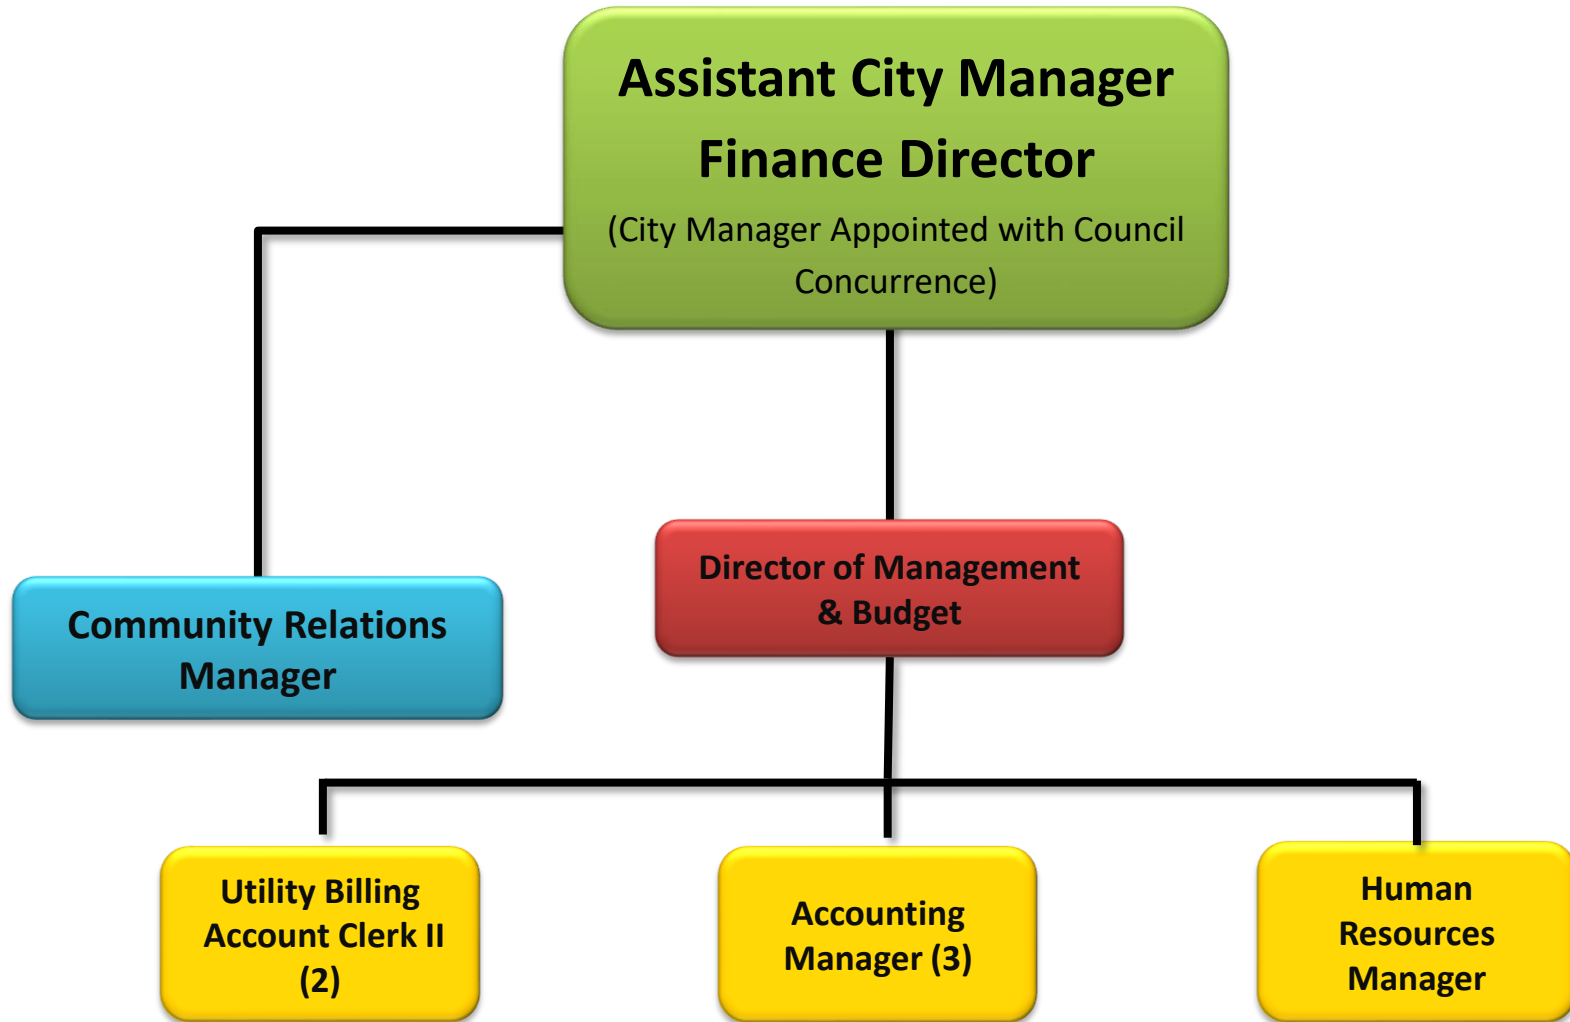 Assistant City Manager
Finance Director
(City Manager Appointed with Council
Concurrence)
Director of Management
& Budget
Community Relations
Manager
Utility Billing
Account Clerk II
(2)
Accounting
Manager (3)
Human
Resources
Manager